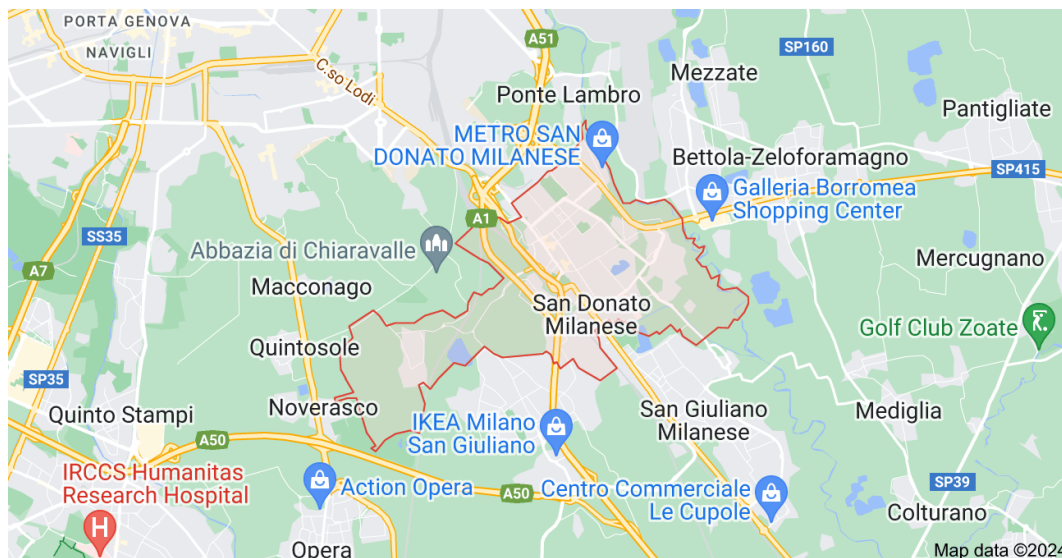 PORTA GENOVA
NAVIGLI
C.so Lodi
A51
SP160
Mezzate
Ponte Lambro
Pantigliate
METRO SAN
DONATO MILANESE
Bettola-Zeloforamagno
SP415
Galleria Borromea
Shopping Center
A1
SS35
Abbazia di Chiaravalle
A7
Mercugnano
Macconago
San Donato
Milanese
Golf Club Zoate
Quintosole
SP35
Noverasco
Quinto Stampi
IKEA Milano
San Giuliano
San Giuliano
Milanese
Mediglia
A50
IRCCS Humanitas
Research Hospital
H
Action Opera
A50
Centro Commerciale
Le Cupole
SP39
Colturano
Opera
Map data ©2024